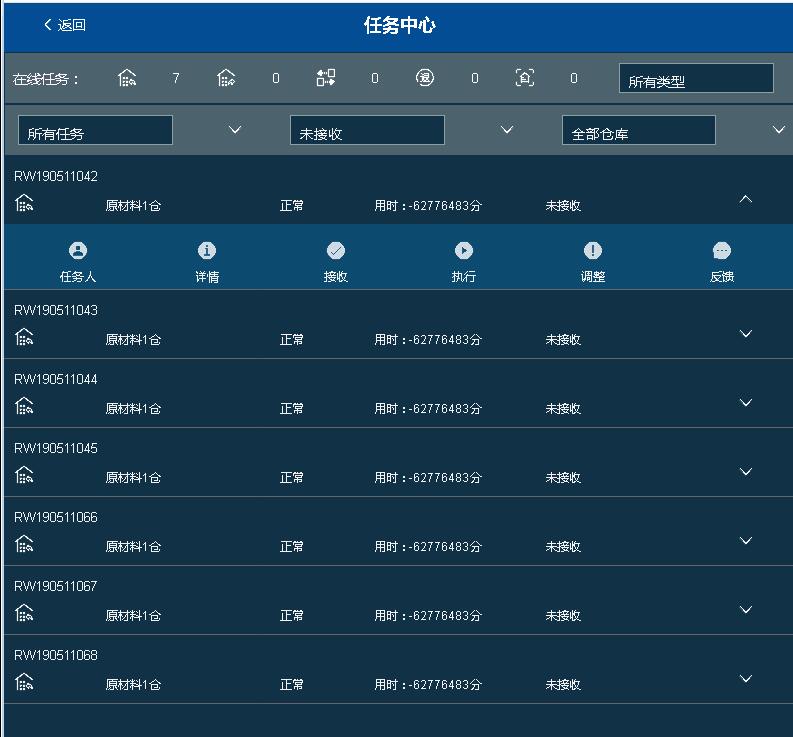 返回
任务中心
在线任务： 7 0 0 0 0 所有类型
所有任务 未接收 全部仓库
RW190511042
原材料1仓 正常 用时：-62776483分 未接收
任务人 详情 接收 执行 调整 反馈
RW190511043
原材料1仓 正常 用时：-62776483分 未接收
RW190511044
原材料1仓 正常 用时：-62776483分 未接收
RW190511045
原材料1仓 正常 用时：-62776483分 未接收
RW190511066
原材料1仓 正常 用时：-62776483分 未接收
RW190511067
原材料1仓 正常 用时：-62776483分 未接收
RW190511068
原材料1仓 正常 用时：-62776483分 未接收